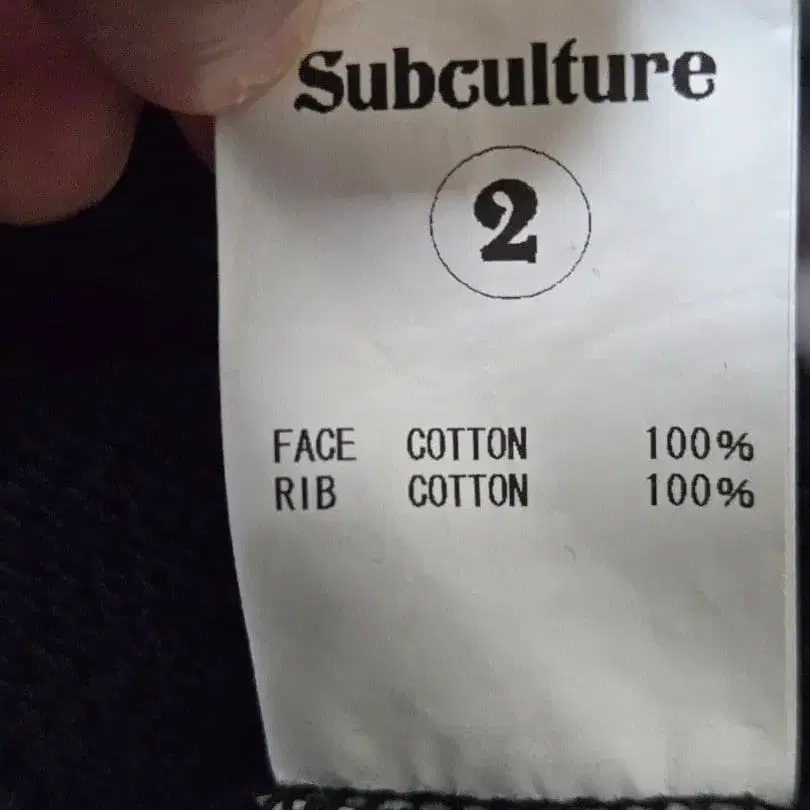 Subculture
2
FACE COTTON 100%
RIB COTTON 100%